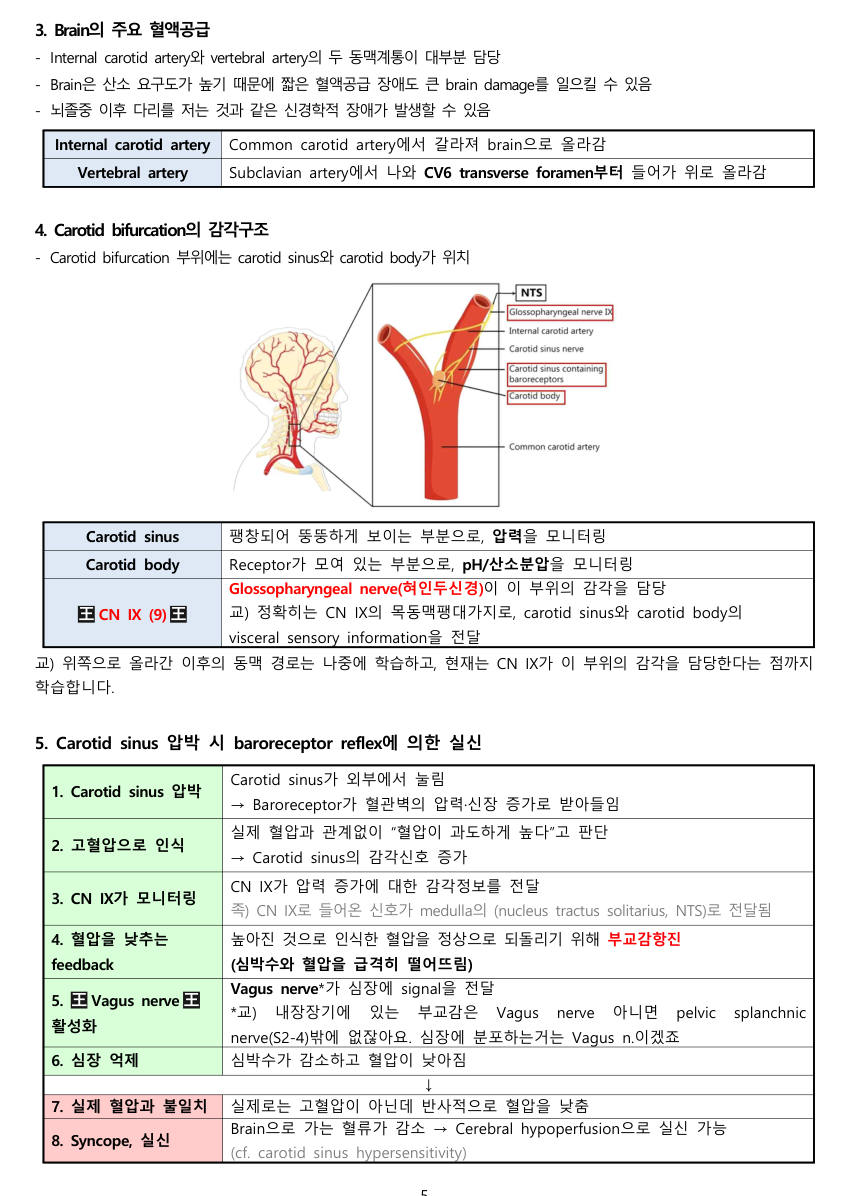 3. Brain의 주요 혈액공급
- Internal carotid artery와 vertebral artery의 두 동맥계통이 대부분 담당
- Brain은 산소 요구도가 높기 때문에 짧은 혈액공급 장애도 큰 brain damage를 일으킬 수 있음
- 뇌졸중 이후 다리를 저는 것과 같은 신경학적 장애가 발생할 수 있음
Internal carotid artery Common carotid artery에서 갈라져 brain으로 올라감
Vertebral artery Subclavian artery에서 나와 CV6 transverse foramen부터 들어가 위로 올라감
4. Carotid bifurcation의 감각구조
- Carotid bifurcation 부위에는 carotid sinus와 carotid body가 위치
NTS
Glossopharyngeal nerve IX
Internal carotid artery
Carotid sinus nerve
Carotid sinus containing
baroreceptors
Carotid body
Common carotid artery
Carotid sinus 팽창되어 뚱뚱하게 보이는 부분으로, 압력을 모니터링
Carotid body Receptor가 모여 있는 부분으로, pH/산소분압을 모니터링
王 CN IX (9) 王
Glossopharyngeal nerve(혀인두신경)이 이 부위의 감각을 담당
교) 정확히는 CN IX의 목동맥팽대가지로, carotid sinus와 carotid body의
visceral sensory information을 전달
교) 위쪽으로 올라간 이후의 동맥 경로는 나중에 학습하고, 현재는 CN IX가 이 부위의 감각을 담당한다는 점까지
학습합니다.
5. Carotid sinus 압박 시 baroreceptor reflex에 의한 실신
1. Carotid sinus 압박
Carotid sinus가 외부에서 눌림
→ Baroreceptor가 혈관벽의 압력·신장 증가로 받아들임
2. 고혈압으로 인식
실제 혈압과 관계없이 "혈압이 과도하게 높다"고 판단
→ Carotid sinus의 감각신호 증가
3. CN IX가 모니터링
CN IX가 압력 증가에 대한 감각정보를 전달
족) CN IX로 들어온 신호가 medulla의 (nucleus tractus solitarius, NTS)로 전달됨
4. 혈압을 낮추는
feedback
높아진 것으로 인식한 혈압을 정상으로 되돌리기 위해 부교감항진
(심박수와 혈압을 급격히 떨어뜨림)
5. 王 Vagus nerve 王
활성화
Vagus nerve*가 심장에 signal을 전달
*교) 내장장기에 있는 부교감은 Vagus nerve 아니면 pelvic splanchnic
nerve(S2-4)밖에 없잖아요. 심장에 분포하는거는 Vagus n.이겠죠
6. 심장 억제 심박수가 감소하고 혈압이 낮아짐
↓
7. 실제 혈압과 불일치 실제로는 고혈압이 아닌데 반사적으로 혈압을 낮춤
8. Syncope, 실신
Brain으로 가는 혈류가 감소 → Cerebral hypoperfusion으로 실신 가능
(cf. carotid sinus hypersensitivity)
5